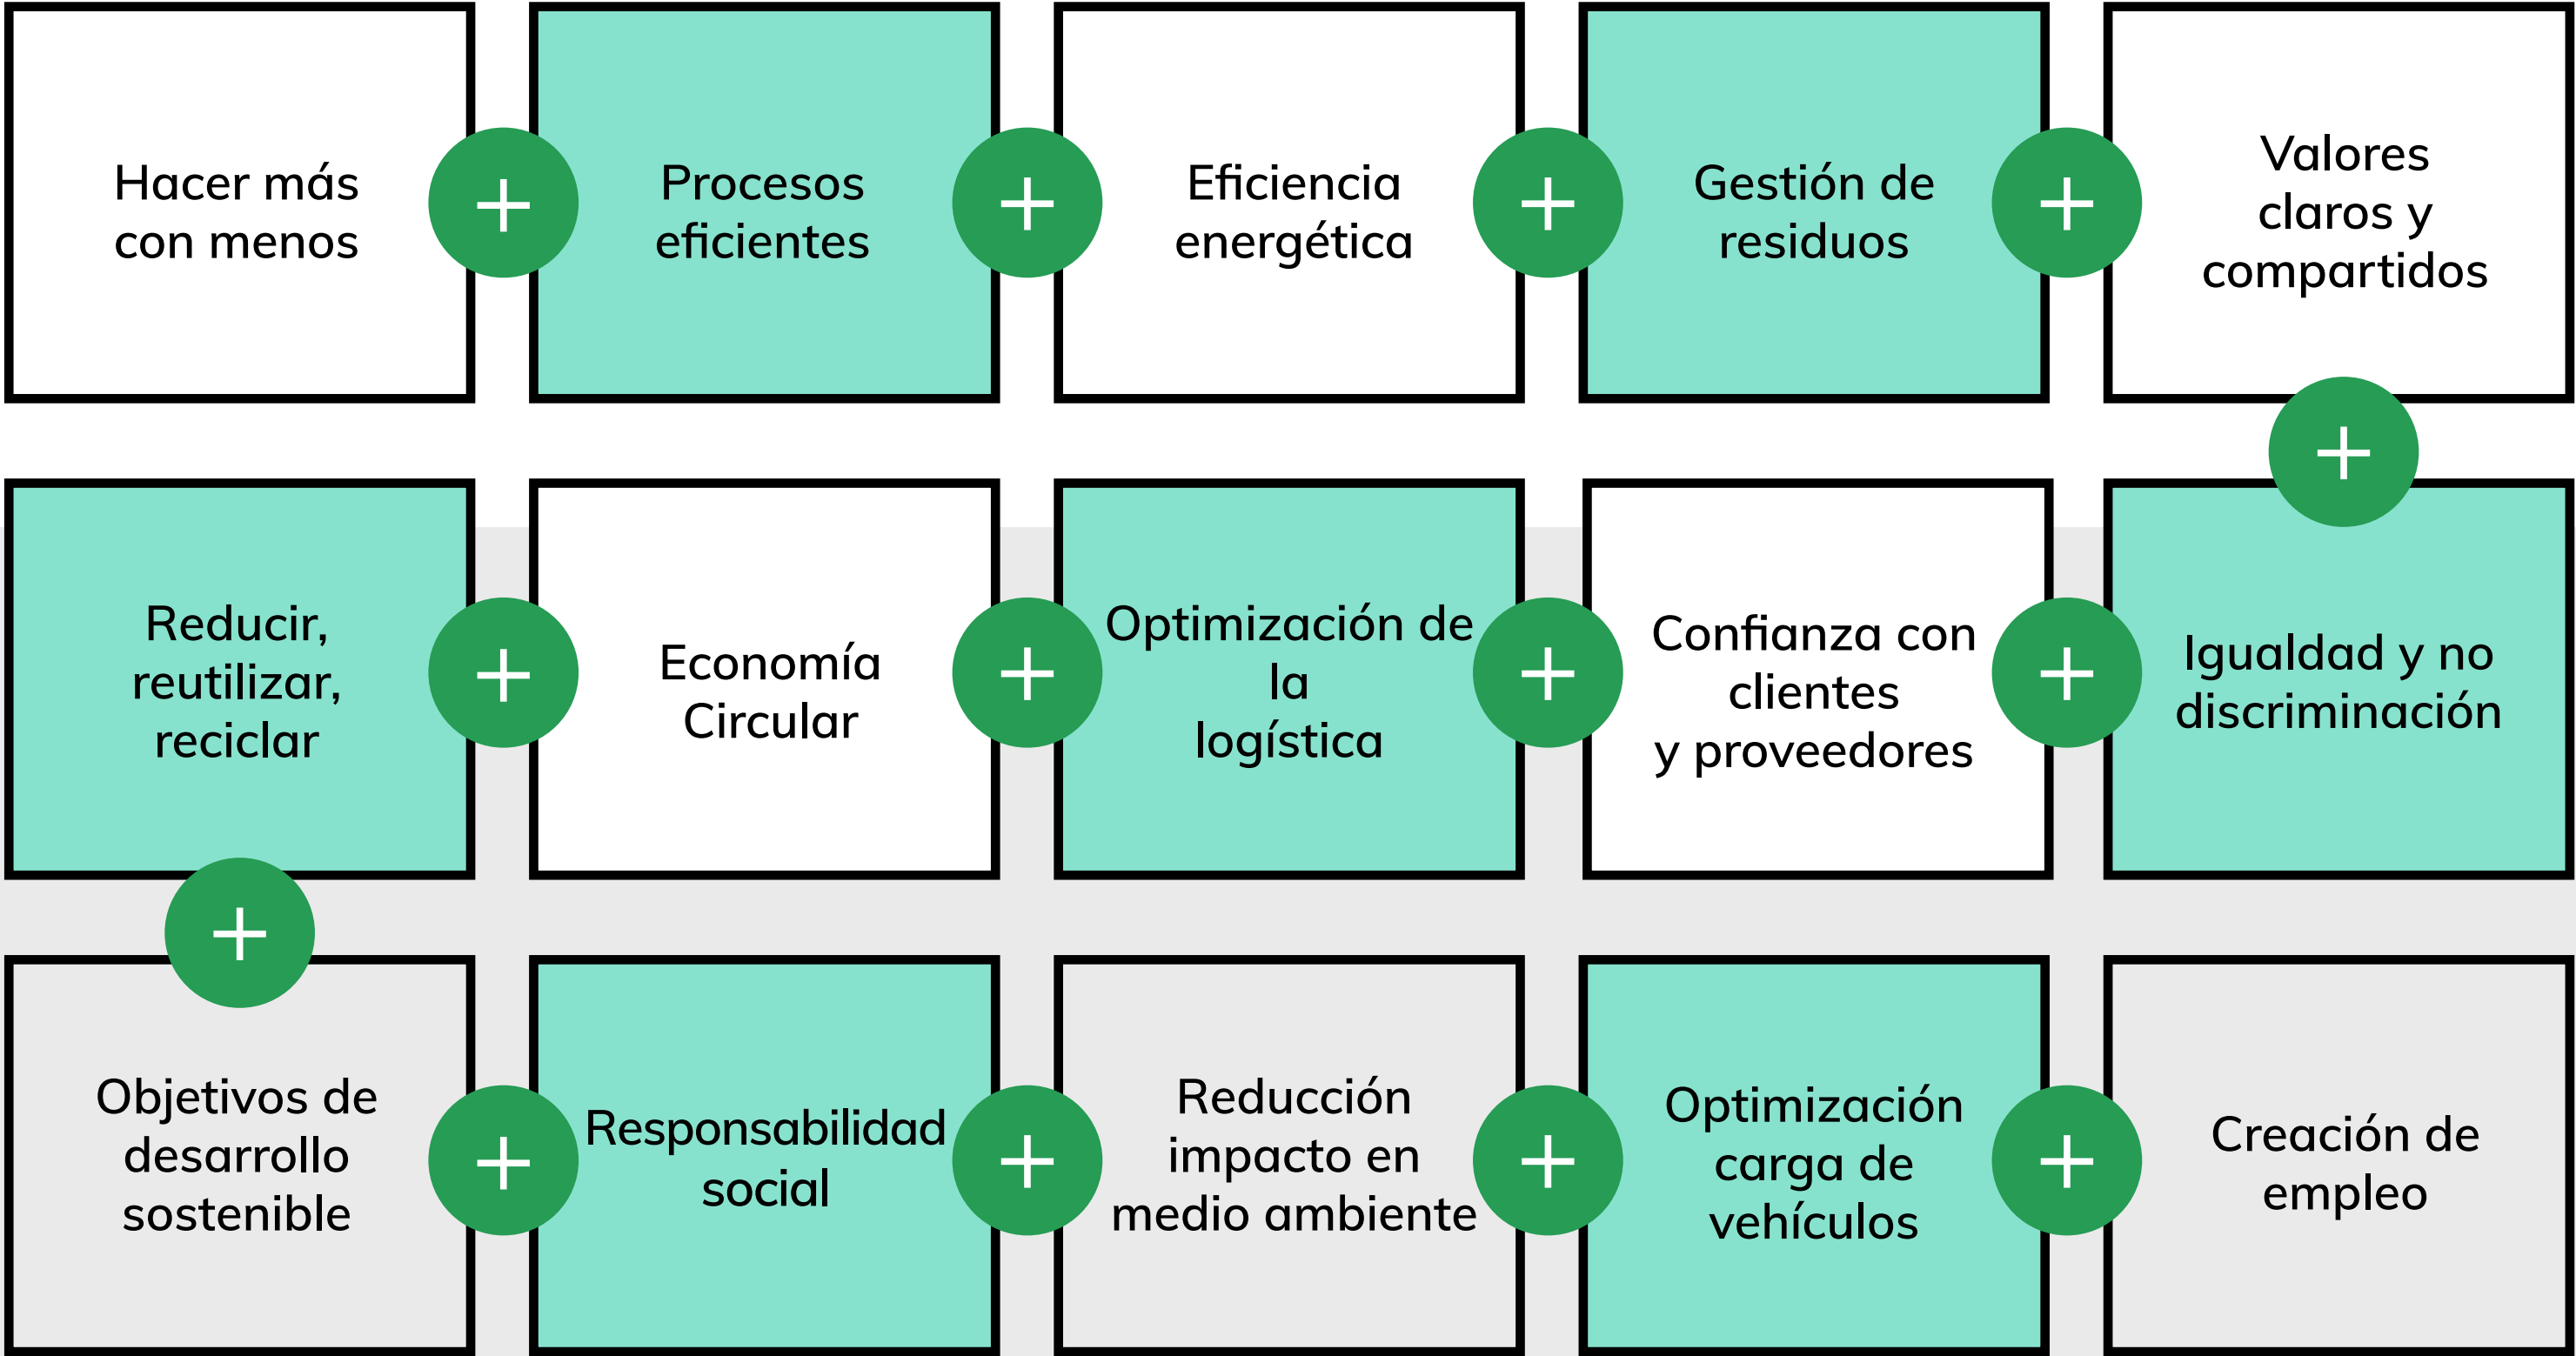 Hacer más
con menos
+
Procesos
eficientes
+
Eficiencia
energética
+
Gestión de
residuos
+
Valores
claros y
compartidos
+
Reducir,
reutilizar,
reciclar
+
Economía
Circular
+
Optimización de
la
logística
+
Confianza con
clientes
y proveedores
+
Igualdad y no
discriminación
+
Objetivos de
desarrollo
sostenible
+
Responsabilidad
social
+
Reducción
impacto en
medio ambiente
+
Optimización
carga de
vehículos
+
Creación de
empleo